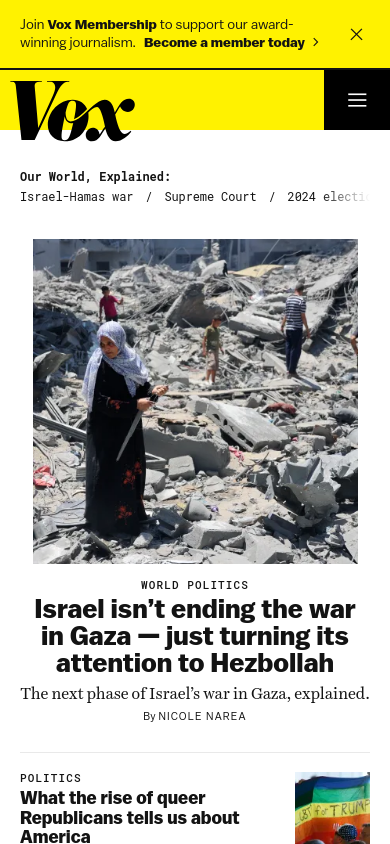 Join Vox Membership to support our award-
winning journalism. Become a member today
Vox
Our World, Explained:
Israel-Hamas war / Supreme Court / 2024 electi
WORLD POLITICS
Israel isn’t ending the war
in Gaza — just turning its
attention to Hezbollah
The next phase of Israel’s war in Gaza, explained.
By NICOLE NAREA
POLITICS
What the rise of queer
Republicans tells us about
America
LGBT for TRUMP